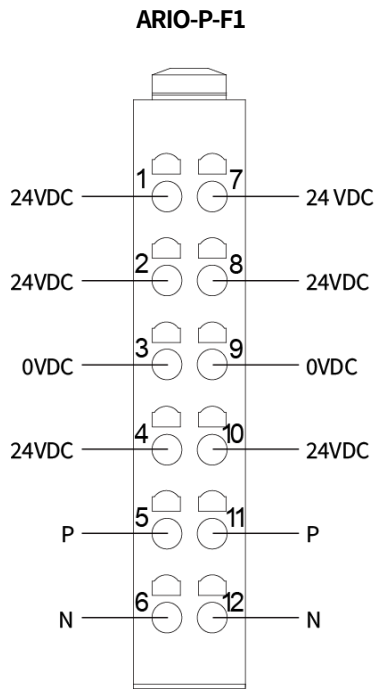 ARIO-P-F1
24VDC 1 7 24 VDC
24VDC 2 8 24VDC
0VDC 3 9 0VDC
24VDC 4 10 24VDC
P 5 11 P
N 6 12 N